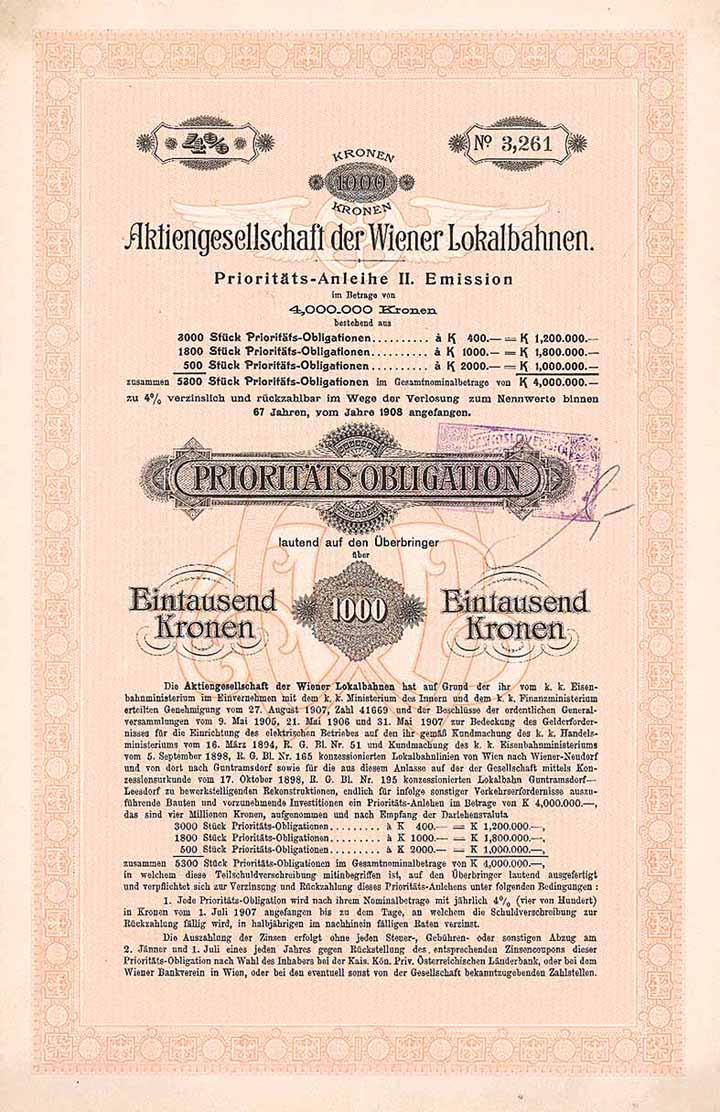 4%
Nº 3,261
KRONEN
1000
KRONEN
Aktiengesellschaft der Wiener Lokalbahnen.
Prioritäts-Anleihe II. Emission
im Betrage von
4,000.000 Kronen
bestehend aus
3000 Stück Prioritäts-Obligationen.......... à K 400.— = K 1,200.000.—
1800 Stück Prioritäts-Obligationen.......... à K 1000.— = K 1,800.000.—
500 Stück Prioritäts-Obligationen.......... à K 2000.— = K 1,000.000.—
zusammen 5300 Stück Prioritäts-Obligationen im Gesamtnominalbetrage von K 4,000.000.—
zu 4% verzinslich und rückzahlbar im Wege der Verlosung zum Nennwerte binnen
67 Jahren, vom Jahre 1908 angefangen.
PRIORITÄTS-OBLIGATION
lautend auf den Überbringer
über
Eintausend Kronen
1000
Eintausend Kronen
Die Aktiengesellschaft der Wiener Lokalbahnen hat auf Grund der ihr vom k. k. Eisen-
bahnministerium im Einvernehmen mit dem k. k. Ministerium des Innern und dem k. k. Finanzministerium
erteilten Genehmigung vom 27. August 1907, Zahl 41669 und der Beschlüsse der ordentlichen General-
versammlungen vom 9. Mai 1905, 21. Mai 1906 und 31. Mai 1907 zur Bedeckung des Gelderforder-
nisses für die Einrichtung des elektrischen Betriebes auf den ihr gemäß Kundmachung des k. k. Handels-
ministeriums vom 16. März 1894, R. G. Bl. Nr. 51 und Kundmachung des k. k. Eisenbahnministeriums
vom 5. September 1898, R. G. Bl. Nr. 165 konzessionierten Lokalbahnlinien von Wien nach Wiener-Neudorf
und von dort nach Guntramsdorf sowie für die aus diesem Anlasse auf der der Gesellschaft mittels Kon-
zessionsurkunde vom 17. Oktober 1898, R. G. Bl. Nr. 195 konzessionierten Lokalbahn Guntramsdorf—
Leesdorf zu bewerkstelligenden Rekonstruktionen, endlich für infolge sonstiger Verkehrserfordernisse auszu-
führende Bauten und vorzunehmende Investitionen ein Prioritäts-Anlehen im Betrage von K 4,000.000.—,
das sind vier Millionen Kronen, aufgenommen und nach Empfang der Darlehensvaluta
3000 Stück Prioritäts-Obligationen......... à K 400.— = K 1,200.000.—,
1800 Stück Prioritäts-Obligationen......... à K 1000.— = K 1,800.000.—,
500 Stück Prioritäts-Obligationen......... à K 2000.— = K 1,000.000.—,
zusammen 5300 Stück Prioritäts-Obligationen im Gesamtnominalbetrage von K 4,000.000.—,
in welchem diese Teilschuldverschreibung mitinbegriffen ist, auf den Überbringer lautend ausgefertigt
und verpflichtet sich zur Verzinsung und Rückzahlung dieses Prioritäts-Anlehens unter folgenden Bedingungen :
1. Jede Prioritäts-Obligation wird nach ihrem Nominalbetrage mit jährlich 4% (vier von Hundert)
in Kronen vom 1. Juli 1907 angefangen bis zu dem Tage, an welchem die Schuldverschreibung zur
Rückzahlung fällig wird, in halbjährigen im nachhinein fälligen Raten verzinst.
Die Auszahlung der Zinsen erfolgt ohne jeden Steuer-, Gebühren- oder sonstigen Abzug am
2. Jänner und 1. Juli eines jeden Jahres gegen Rückstellung des entsprechenden Zinsencoupons dieser
Prioritäts-Obligation nach Wahl des Inhabers bei der Kais. Kön. Priv. Österreichischen Länderbank, oder bei dem
Wiener Bankverein in Wien, oder bei den eventuell sonst von der Gesellschaft bekanntzugebenden Zahlstellen.